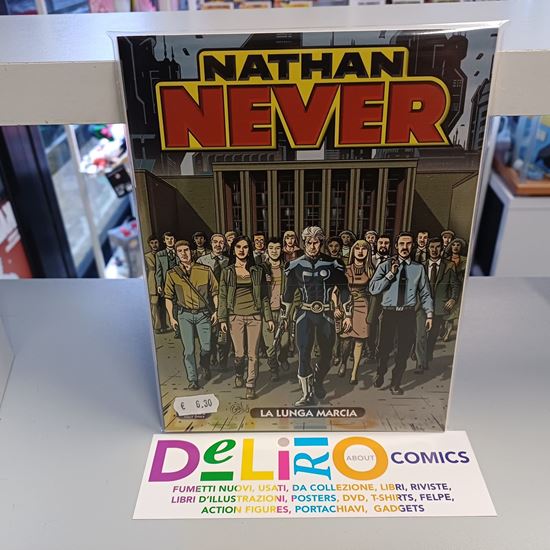 NATHAN
NEVER
€ 6,30
LA LUNGA MARCIA
DeLiRiO
ABOUT
COMICS
FUMETTI NUOVI, USATI, DA COLLEZIONE, LIBRI, RIVISTE,
LIBRI D'ILLUSTRAZIONI, POSTERS, DVD, T-SHIRTS, FELPE,
ACTION FIGURES, PORTACHIAVI, GADGETS